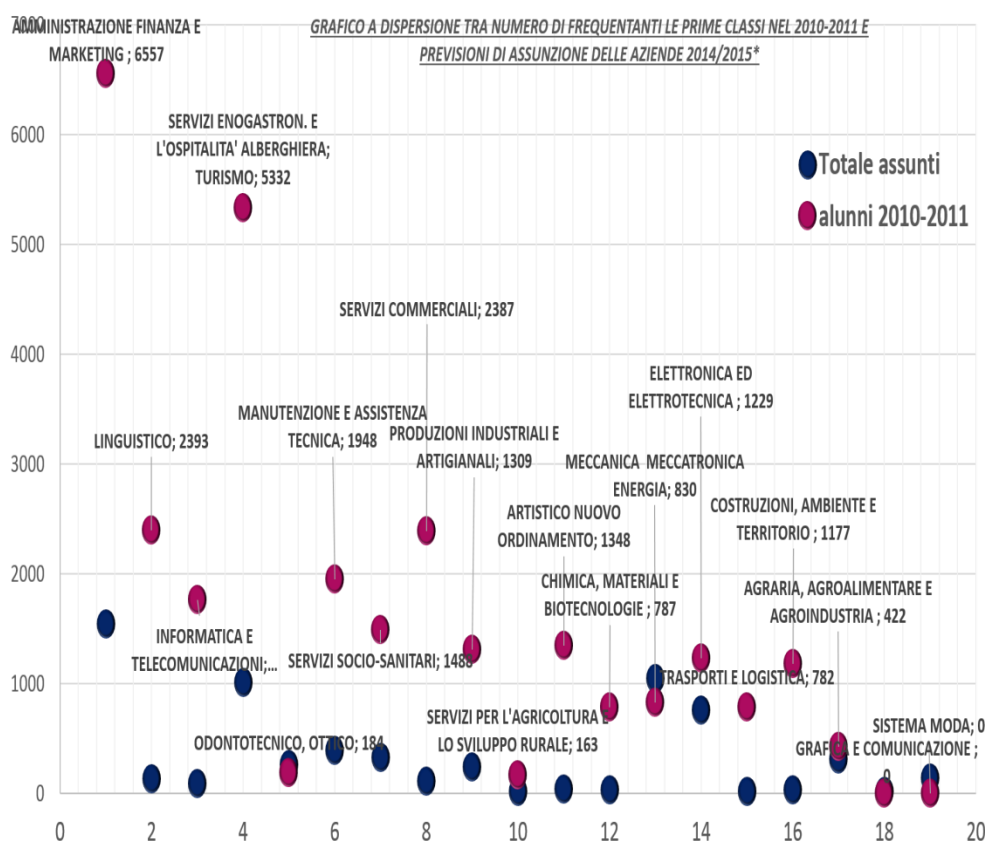 GRAFICO A DISPERSIONE TRA NUMERO DI FREQUENTANTI LE PRIME CLASSI NEL 2010-2011 E
PREVISIONI DI ASSUNZIONE DELLE AZIENDE 2014/2015*
AMMINISTRAZIONE FINANZA E
MARKETING ; 6557
SERVIZI ENOGASTRON. E
L'OSPITALITA' ALBERGHIERA;
TURISMO; 5332
Totale assunti
alunni 2010-2011
SERVIZI COMMERCIALI; 2387
LINGUISTICO; 2393
MANUTENZIONE E ASSISTENZA
TECNICA; 1948
PRODUZIONI INDUSTRIALI E
ARTIGIANALI; 1309
ELETTRONICA ED
ELETTROTECNICA ; 1229
MECCANICA MECCATRONICA
ENERGIA; 830
ARTISTICO NUOVO
ORDINAMENTO; 1348
COSTRUZIONI, AMBIENTE E
TERRITORIO ; 1177
CHIMICA, MATERIALI E
BIOTECNOLOGIE ; 787
AGRARIA, AGROALIMENTARE E
AGROINDUSTRIA ; 422
INFORMATICA E
TELECOMUNICAZIONI;...
SERVIZI SOCIO-SANITARI; 1488
TRASPORTI E LOGISTICA; 782
ODONTOTECNICO, OTTICO; 184
SERVIZI PER L'AGRICOLTURA E
LO SVILUPPO RURALE; 163
SISTEMA MODA; 0
GRAFICA E COMUNICAZIONE ;
0
7000
6000
5000
4000
3000
2000
1000
0
0 2 4 6 8 10 12 14 16 18 20